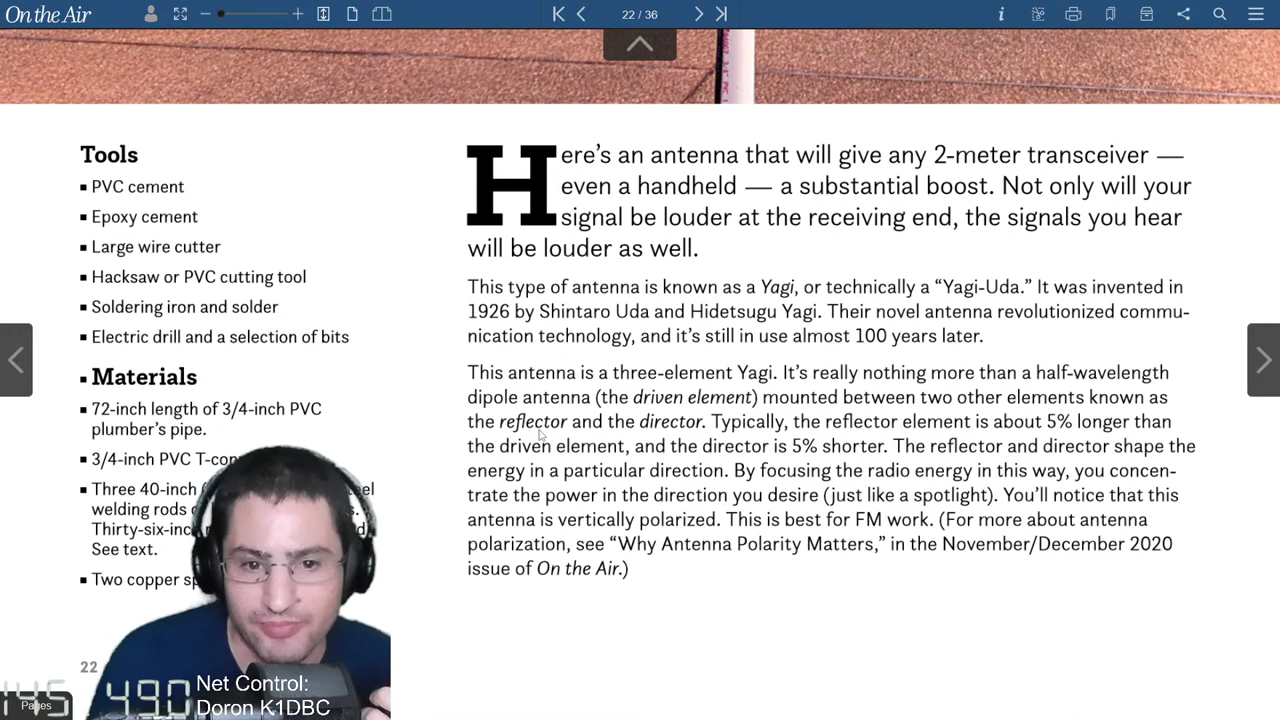 On the Air
22 / 36
Tools
▪ PVC cement
▪ Epoxy cement
▪ Large wire cutter
▪ Hacksaw or PVC cutting tool
▪ Soldering iron and solder
▪ Electric drill and a selection of bits
▪ Materials
▪ 72-inch length of 3/4-inch PVC
plumber's pipe.
▪ 3/4-inch PVC
▪ Three 40-inch
welding rods
Thirty-six-inch
See text.
▪ Two copper
22
Here's an antenna that will give any 2-meter transceiver —
even a handheld — a substantial boost. Not only will your
signal be louder at the receiving end, the signals you hear
will be louder as well.
This type of antenna is known as a Yagi, or technically a “Yagi-Uda.” It was invented in
1926 by Shintaro Uda and Hidetsugu Yagi. Their novel antenna revolutionized commu-
nication technology, and it's still in use almost 100 years later.
This antenna is a three-element Yagi. It's really nothing more than a half-wavelength
dipole antenna (the driven element) mounted between two other elements known as
the reflector and the director. Typically, the reflector element is about 5% longer than
the driven element, and the director is 5% shorter. The reflector and director shape the
energy in a particular direction. By focusing the radio energy in this way, you concen-
trate the power in the direction you desire (just like a spotlight). You'll notice that this
antenna is vertically polarized. This is best for FM work. (For more about antenna
polarization, see “Why Antenna Polarity Matters,” in the November/December 2020
issue of On the Air.)
145 490
Pages
Net Control:
Doron K1DBC